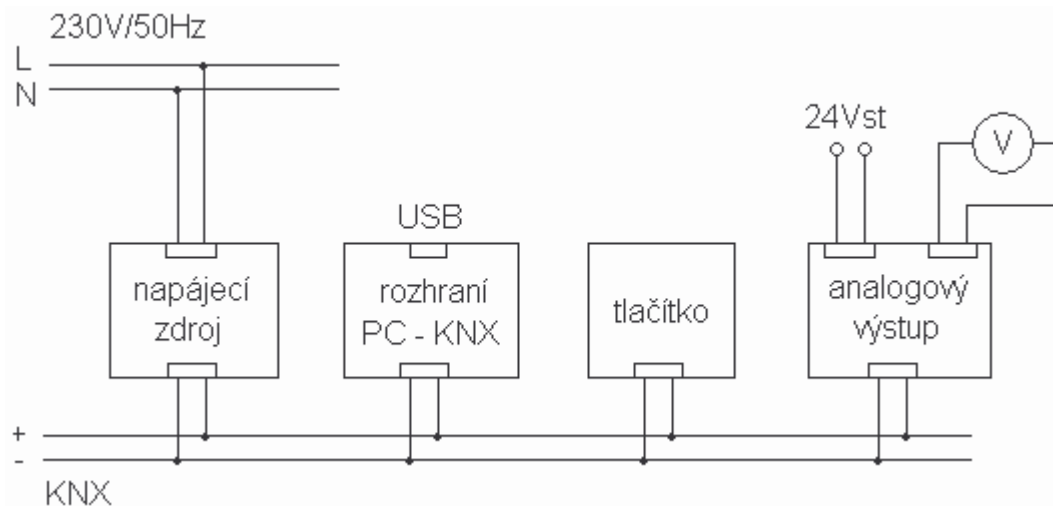 230V/50Hz
L
N
24Vst
V
USB
napájecí
zdroj
rozhraní
PC - KNX
tlačítko
analogový
výstup
+
-
KNX